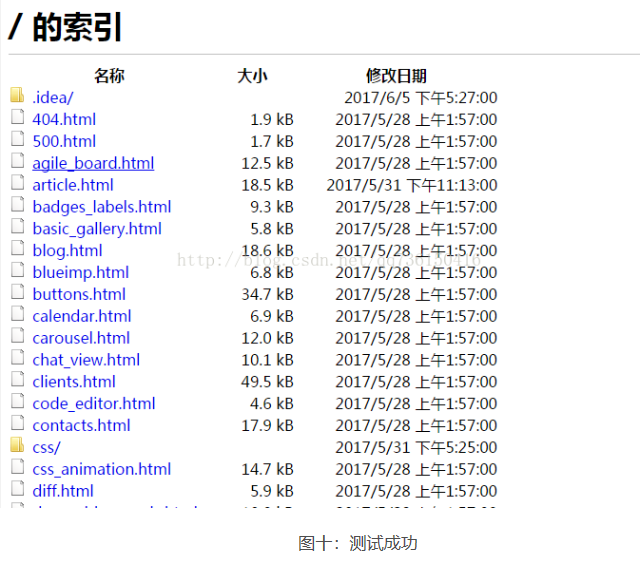 / 的索引
名称 大小 修改日期
.idea/ 2017/6/5 下午5:27:00
404.html 1.9 kB 2017/5/28 上午1:57:00
500.html 1.7 kB 2017/5/28 上午1:57:00
agile_board.html 12.5 kB 2017/5/28 上午1:57:00
article.html 18.5 kB 2017/5/31 下午11:13:00
badges_labels.html 9.3 kB 2017/5/28 上午1:57:00
basic_gallery.html 5.8 kB 2017/5/28 上午1:57:00
blog.html 18.6 kB 2017/5/28 上午1:57:00
blueimp.html 6.8 kB 2017/5/28 上午1:57:00
buttons.html 34.7 kB 2017/5/28 上午1:57:00
calendar.html 6.9 kB 2017/5/28 上午1:57:00
carousel.html 12.0 kB 2017/5/28 上午1:57:00
chat_view.html 10.1 kB 2017/5/28 上午1:57:00
clients.html 49.5 kB 2017/5/28 上午1:57:00
code_editor.html 4.6 kB 2017/5/28 上午1:57:00
contacts.html 17.9 kB 2017/5/28 上午1:57:00
css/ 2017/5/31 下午5:25:00
css_animation.html 14.7 kB 2017/5/28 上午1:57:00
diff.html 5.9 kB 2017/5/28 上午1:57:00
图十：测试成功